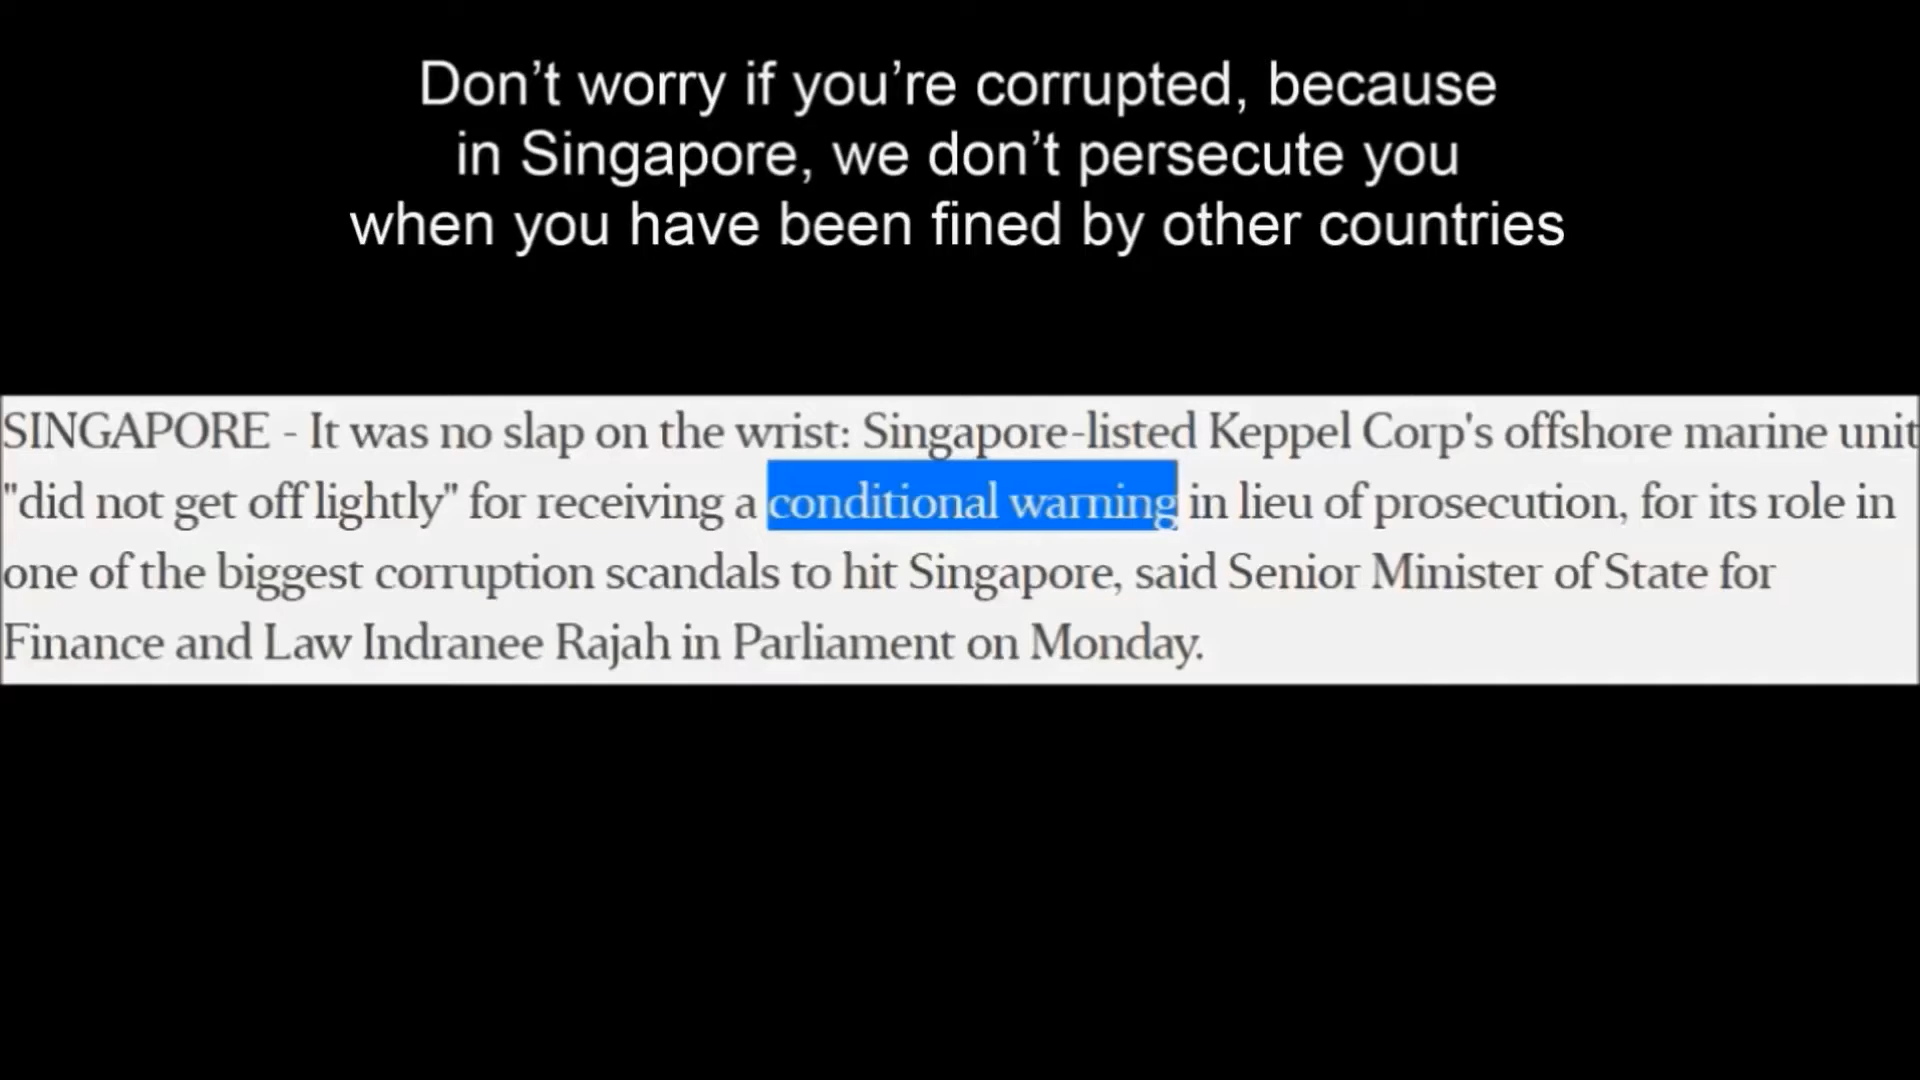 Don’t worry if you’re corrupted, because
in Singapore, we don’t persecute you
when you have been fined by other countries
SINGAPORE - It was no slap on the wrist: Singapore-listed Keppel Corp's offshore marine unit
"did not get off lightly" for receiving a conditional warning in lieu of prosecution, for its role in
one of the biggest corruption scandals to hit Singapore, said Senior Minister of State for
Finance and Law Indranee Rajah in Parliament on Monday.